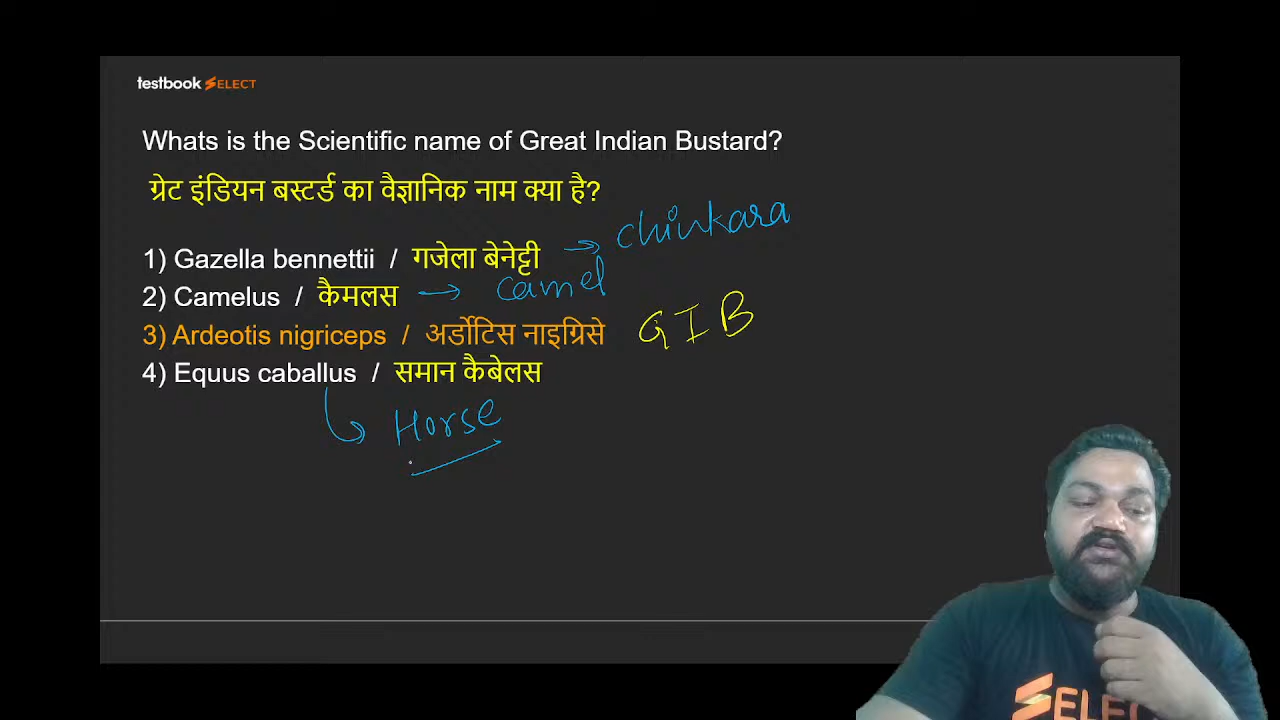 testbook SELECT
Whats is the Scientific name of Great Indian Bustard?
ग्रेट इंडियन बस्टर्ड का वैज्ञानिक नाम क्या है?
chinkara
1) Gazella bennettii / गजेला बेनेट्टी
2) Camelus / कैमलस camel
3) Ardeotis nigriceps / अर्डोटिस नाइग्रिसे GIB
4) Equus caballus / समान कैबेलस
Horse
SELEC